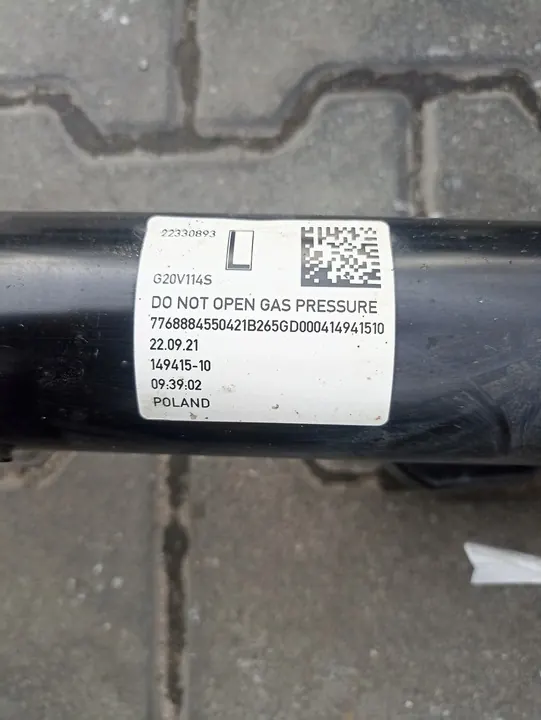 22330893
L
G20V114S
DO NOT OPEN GAS PRESSURE
7768884550421B265GD000414941510
22.09.21
149415-10
09:39:02
POLAND